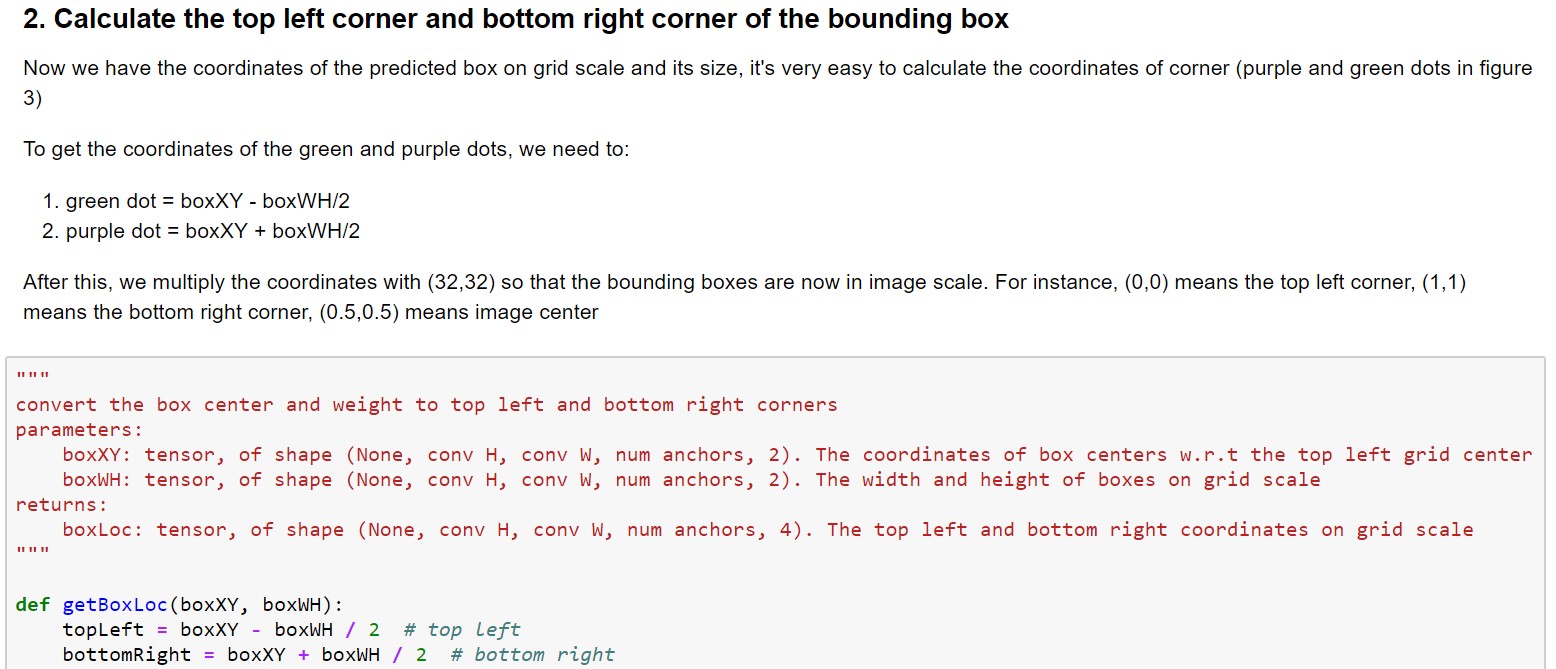 2. Calculate the top left corner and bottom right corner of the bounding box
Now we have the coordinates of the predicted box on grid scale and its size, it's very easy to calculate the coordinates of corner (purple and green dots in figure
3)
To get the coordinates of the green and purple dots, we need to:
1. green dot = boxXY - boxWH/2
2. purple dot = boxXY + boxWH/2
After this, we multiply the coordinates with (32,32) so that the bounding boxes are now in image scale. For instance, (0,0) means the top left corner, (1,1)
means the bottom right corner, (0.5,0.5) means image center
"""
convert the box center and weight to top left and bottom right corners
parameters:
    boxXY: tensor, of shape (None, conv H, conv W, num anchors, 2). The coordinates of box centers w.r.t the top left grid center
    boxWH: tensor, of shape (None, conv H, conv W, num anchors, 2). The width and height of boxes on grid scale
returns:
    boxLoc: tensor, of shape (None, conv H, conv W, num anchors, 4). The top left and bottom right coordinates on grid scale
"""
def getBoxLoc(boxXY, boxWH):
    topLeft = boxXY - boxWH / 2  # top left
    bottomRight = boxXY + boxWH / 2  # bottom right